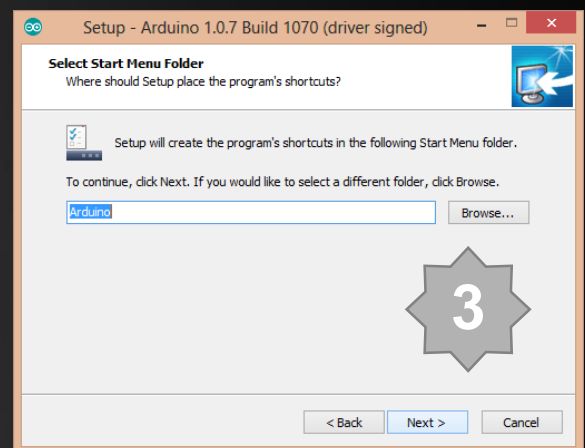 Setup - Arduino 1.0.7 Build 1070 (driver signed)
Select Start Menu Folder
Where should Setup place the program's shortcuts?
Setup will create the program's shortcuts in the following Start Menu folder.
To continue, click Next. If you would like to select a different folder, click Browse.
Arduino
Browse...
3
< Back
Next >
Cancel